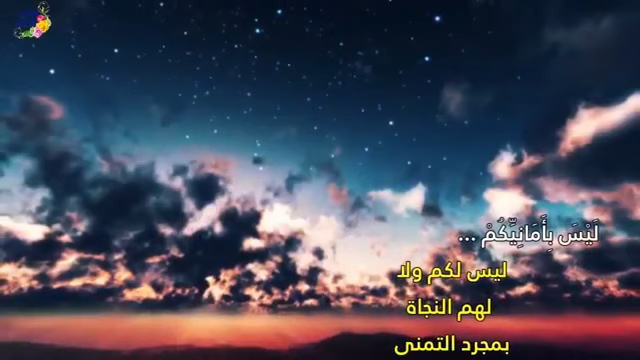 لَيْسَ بِأَمَانِيِّكُمْ ...
ليس لكم ولا
لهم النجاة
بمجرد التمنى